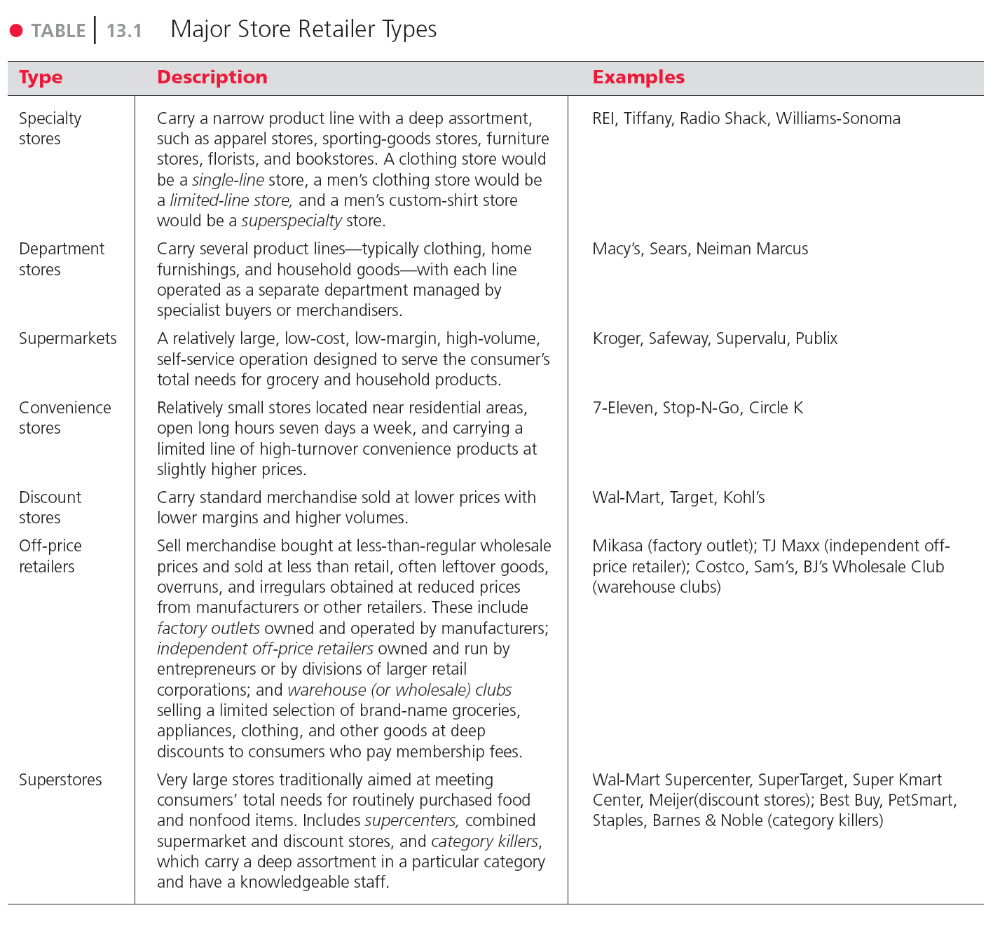 TABLE 13.1 Major Store Retailer Types
Type Description Examples
Specialty
stores
Carry a narrow product line with a deep assortment,
such as apparel stores, sporting-goods stores, furniture
stores, florists, and bookstores. A clothing store would
be a single-line store, a men’s clothing store would be
a limited-line store, and a men’s custom-shirt store
would be a superspecialty store.
REI, Tiffany, Radio Shack, Williams-Sonoma
Department
stores
Carry several product lines—typically clothing, home
furnishings, and household goods—with each line
operated as a separate department managed by
specialist buyers or merchandisers.
Macy’s, Sears, Neiman Marcus
Supermarkets
A relatively large, low-cost, low-margin, high-volume,
self-service operation designed to serve the consumer’s
total needs for grocery and household products.
Kroger, Safeway, Supervalu, Publix
Convenience
stores
Relatively small stores located near residential areas,
open long hours seven days a week, and carrying a
limited line of high-turnover convenience products at
slightly higher prices.
7-Eleven, Stop-N-Go, Circle K
Discount
stores
Carry standard merchandise sold at lower prices with
lower margins and higher volumes.
Wal-Mart, Target, Kohl’s
Off-price
retailers
Sell merchandise bought at less-than-regular wholesale
prices and sold at less than retail, often leftover goods,
overruns, and irregulars obtained at reduced prices
from manufacturers or other retailers. These include
factory outlets owned and operated by manufacturers;
independent off-price retailers owned and run by
entrepreneurs or by divisions of larger retail
corporations; and warehouse (or wholesale) clubs
selling a limited selection of brand-name groceries,
appliances, clothing, and other goods at deep
discounts to consumers who pay membership fees.
Mikasa (factory outlet); TJ Maxx (independent off-
price retailer); Costco, Sam’s, BJ’s Wholesale Club
(warehouse clubs)
Superstores
Very large stores traditionally aimed at meeting
consumers’ total needs for routinely purchased food
and nonfood items. Includes supercenters, combined
supermarket and discount stores, and category killers,
which carry a deep assortment in a particular category
and have a knowledgeable staff.
Wal-Mart Supercenter, SuperTarget, Super Kmart
Center, Meijer(discount stores); Best Buy, PetSmart,
Staples, Barnes & Noble (category killers)